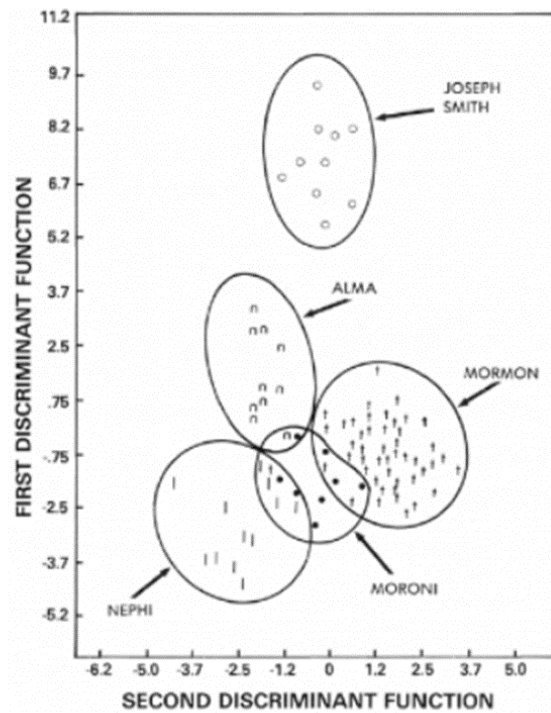 11.2
9.7
8.2
6.7
5.2
3.7
2.5
.75
-.75
-2.5
-3.7
-5.2
FIRST DISCRIMINANT FUNCTION
JOSEPH
SMITH
ALMA
MORMON
MORONI
NEPHI
-6.2 -5.0 -3.7 -2.5 -1.2 0 1.2 2.5 3.7 5.0
SECOND DISCRIMINANT FUNCTION